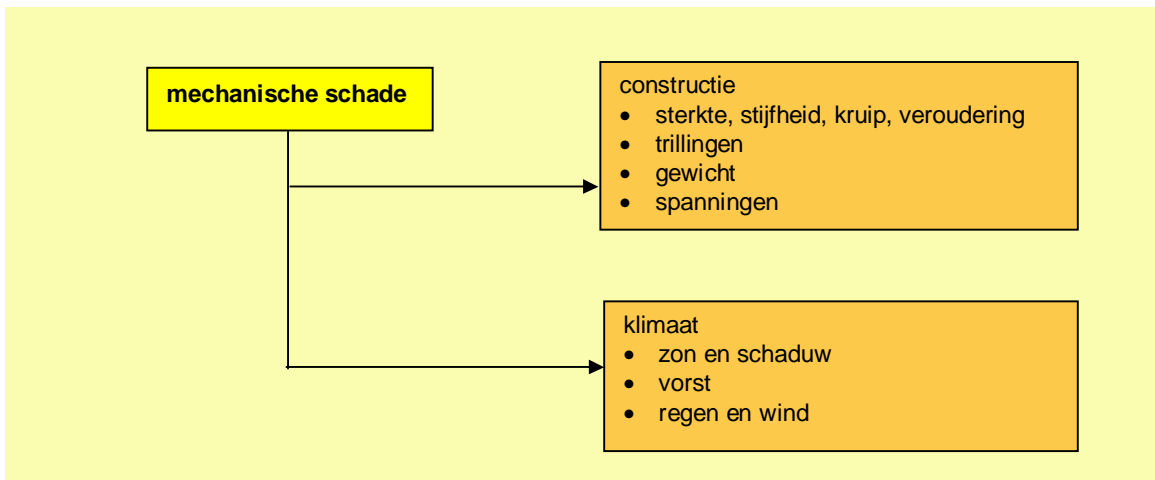 mechanische schade
constructie
• sterkte, stijfheid, kruip, veroudering
• trillingen
• gewicht
• spanningen
klimaat
• zon en schaduw
• vorst
• regen en wind